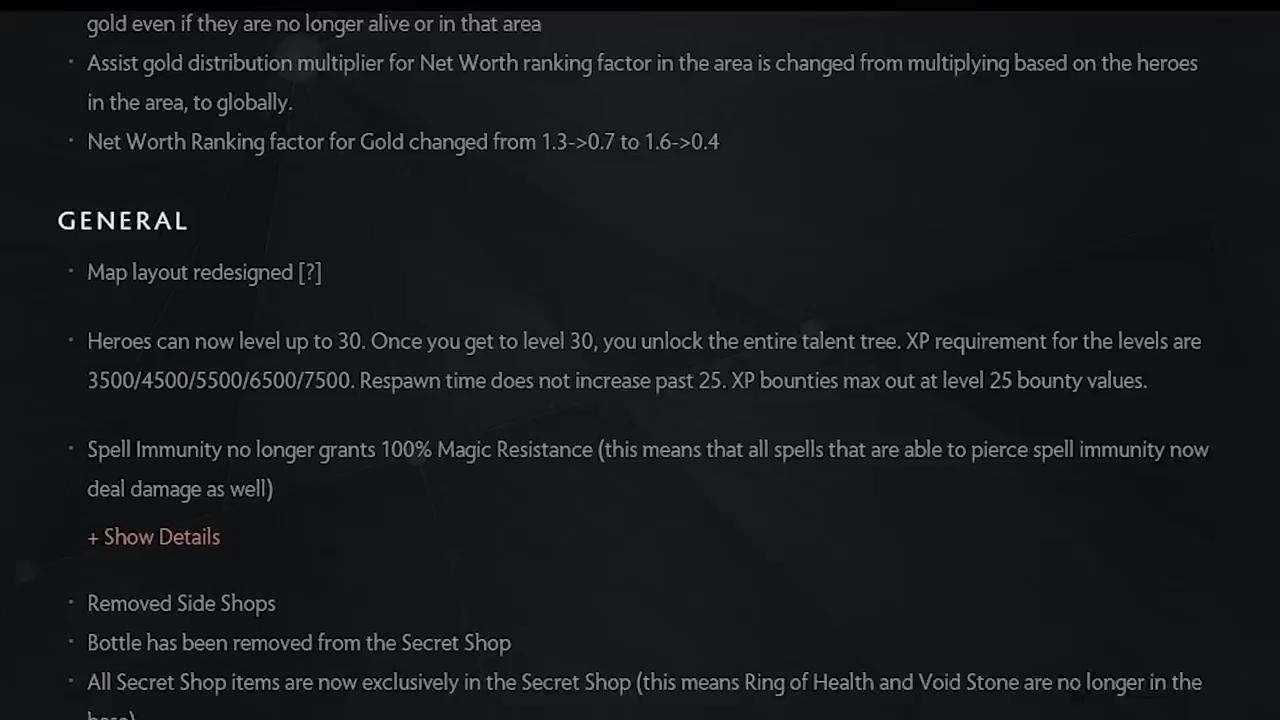 gold even if they are no longer alive or in that area
· Assist gold distribution multiplier for Net Worth ranking factor in the area is changed from multiplying based on the heroes
in the area, to globally.
· Net Worth Ranking factor for Gold changed from 1.3->0.7 to 1.6->0.4
GENERAL
· Map layout redesigned [?]
· Heroes can now level up to 30. Once you get to level 30, you unlock the entire talent tree. XP requirement for the levels are
3500/4500/5500/6500/7500. Respawn time does not increase past 25. XP bounties max out at level 25 bounty values.
· Spell Immunity no longer grants 100% Magic Resistance (this means that all spells that are able to pierce spell immunity now
deal damage as well)
+ Show Details
· Removed Side Shops
· Bottle has been removed from the Secret Shop
· All Secret Shop items are now exclusively in the Secret Shop (this means Ring of Health and Void Stone are no longer in the
base)